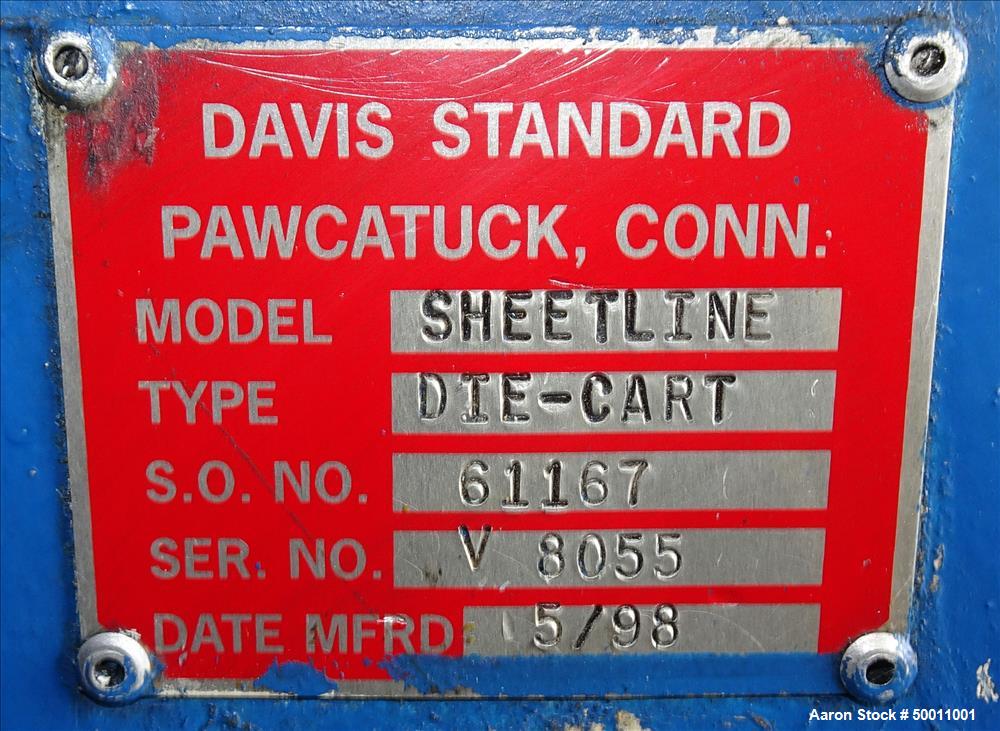 DAVIS STANDARD
PAWCATUCK, CONN.
MODEL SHEETLINE
TYPE DIE-CART
S.O. NO. 61167
SER. NO. V 8055
DATE MFRD. 5/98
Aaron Stock # 50011001